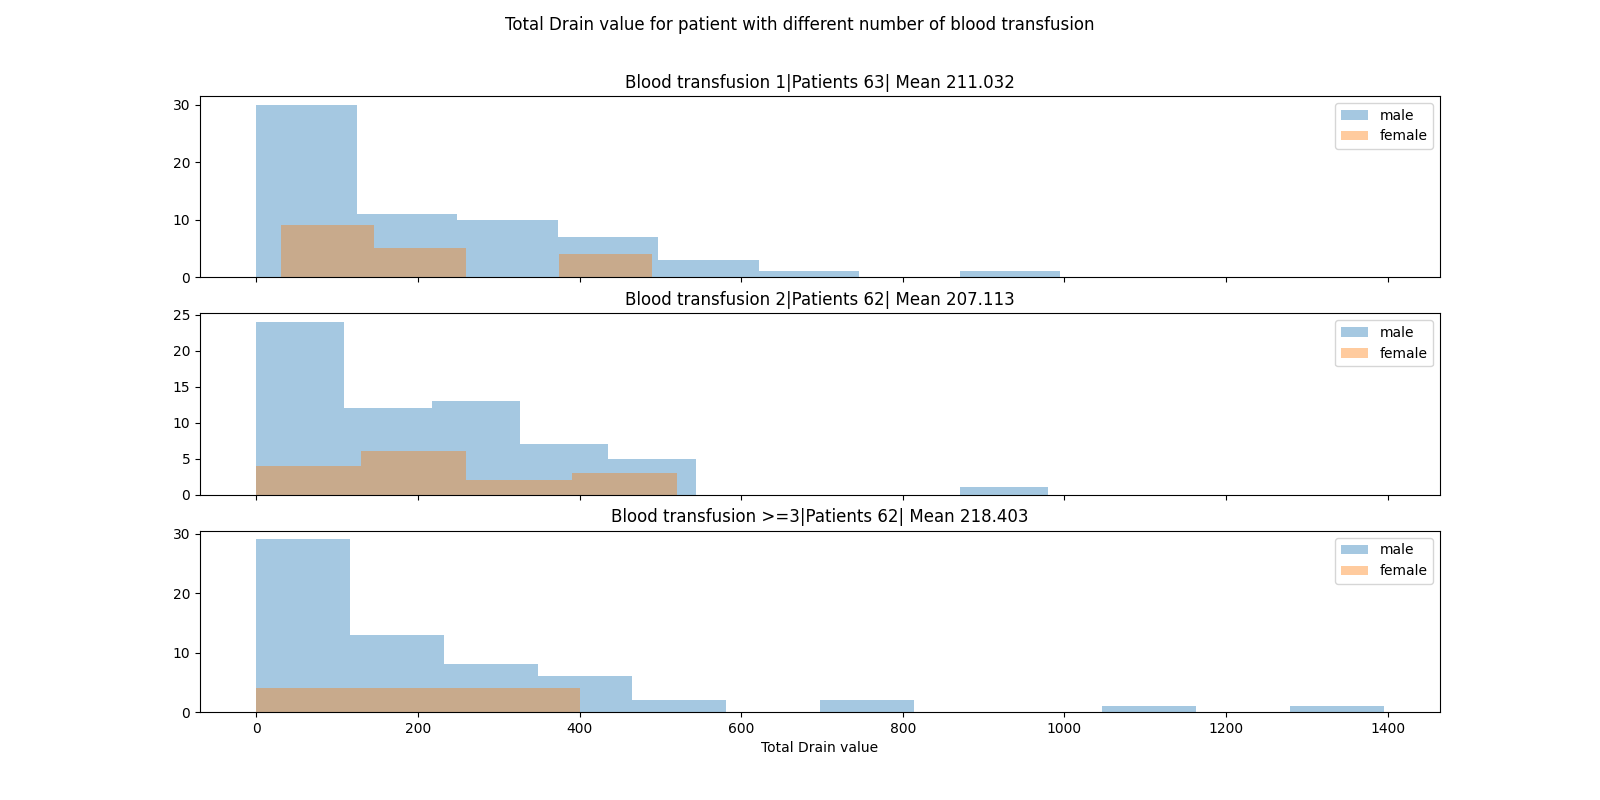 Total Drain value for patient with different number of blood transfusion
Blood transfusion 1|Patients 63| Mean 211.032
30
20
10
0
male
female
Blood transfusion 2|Patients 62| Mean 207.113
25
20
15
10
5
0
male
female
Blood transfusion >=3|Patients 62| Mean 218.403
30
20
10
0
male
female
0 200 400 600 800 1000 1200 1400
Total Drain value